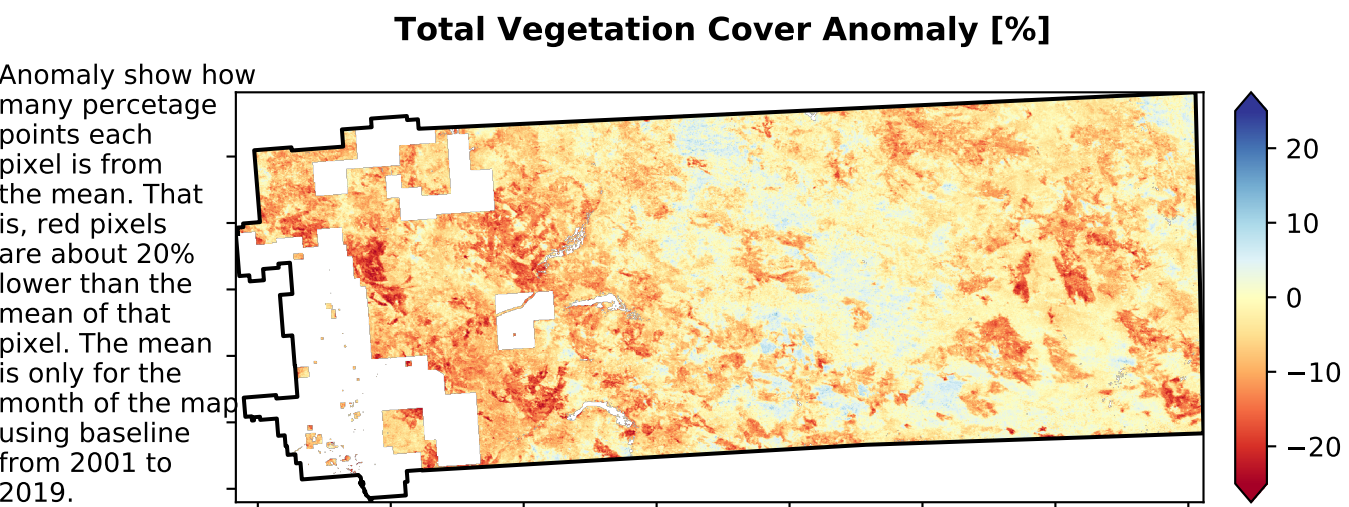 Total Vegetation Cover Anomaly [%]
Anomaly show how
many percetage
points each
pixel is from
the mean. That
is, red pixels
are about 20%
lower than the
mean of that
pixel. The mean
is only for the
month of the map
using baseline
from 2001 to
2019.
20
10
0
−10
−20